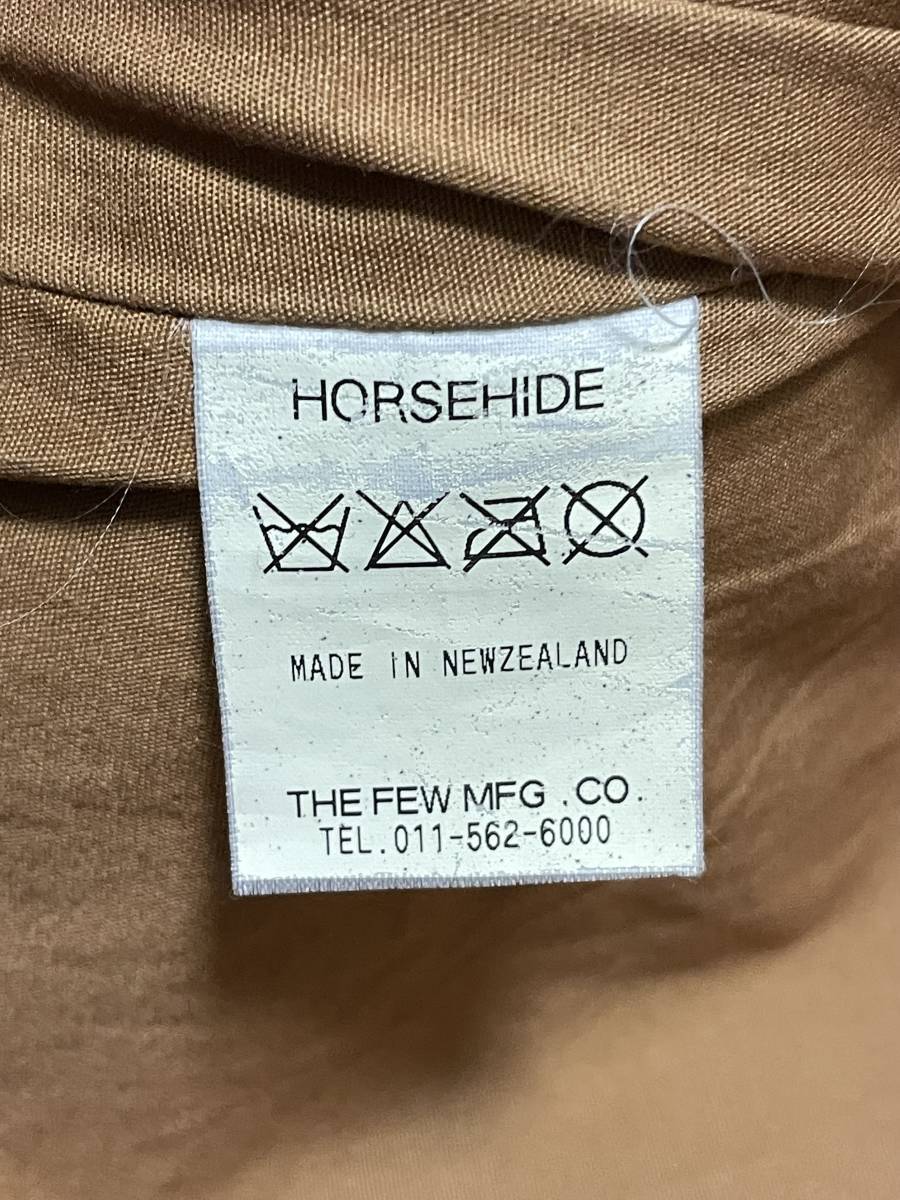 HORSEHIDE
MADE IN NEWZEALAND
THE FEW MFG .CO.
TEL.011-562-6000